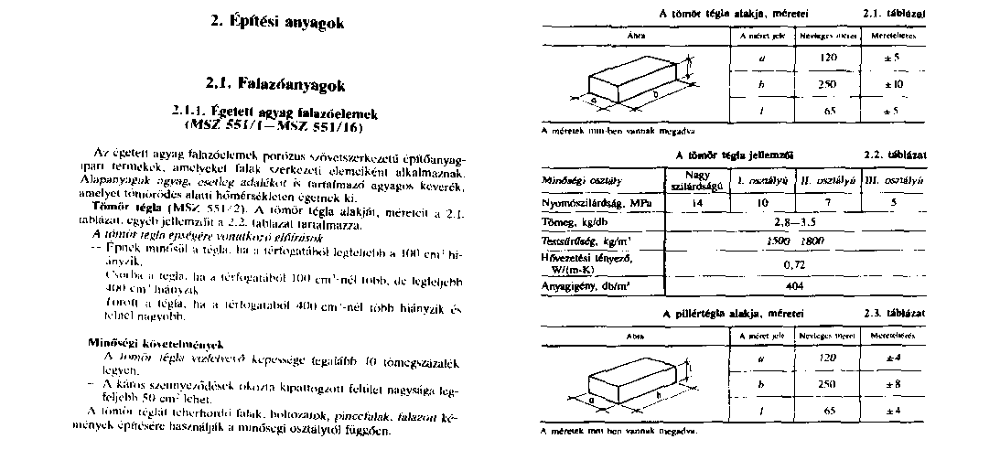 2. Építési anyagok
2.1. Falazóanyagok
2.1.1. Égetett agyag falazóelemek
(MSZ 551/1—MSZ 551/16)
Az égetett agyag falazóelemek porózus szövetszerkezetű építőanyag-
ipari termékek, amelyeket falak szerkezeti elemeiként alkalmaznak.
Alapanyaguk agyag, esetleg adalékot is tartalmazó agyagos keverék,
amelyet tömörödés alatti hőmérsékleten égetnek ki.
Tömör tégla (MSZ 551/2). A tömör tégla alakját, méreteit a 2.1.
táblázat, egyéb jellemzőit a 2.2. táblázat tartalmazza.
A tömör tégla épségére vonatkozó előírások
— Épnek minősül a tégla, ha a térfogatából legfeljebb a 100 cm³ hi-
ányzik.
Csorba a tégla, ha a térfogatából 100 cm³-nél több, de legfeljebb
400 cm³ hiányzik
Törött a tégla, ha a térfogatából 400 cm³-nél több hiányzik és
felnél nagyobb.
Minőségi követelmények
A tömör tégla vízfelvevő képessége legalább 10 tömegszázalék
legyen.
— A káros szennyeződések okozta kipattogzott felület nagysága leg-
feljebb 50 cm² lehet.
A tömör téglát teherhordó falak, boltozatok, pincefalak, falazott ké-
mények építésére használják a minőségi osztálytól függően.
A tömör tégla alakja, méretei 2.1. táblázat
Ábra A méret jele Névleges méret Mérefeltérés
a 120 ±5
b 250 ±10
l 65 ±5
a b l
A méretek mm-ben vannak megadva
A tömör tégla jellemzői 2.2. táblázat
Minőségi osztály Nagy szilárdságú I. osztályú II. osztályú III. osztályú
Nyomószilárdság, MPa 14 10 7 5
Tömeg, kg/db 2,8—3,5
Testsűrűség, kg/m³ 1500 1800
Hővezetési tényező,
W/(m·K) 0,72
Anyagigény, db/m³ 404
A pillértégla alakja, méretei 2.3. táblázat
Ábra A méret jele Névleges méret Méreteltérés
a 120 ±4
b 250 ±8
l 65 ±4
a b l
A méretek mm ben vannak megadva.